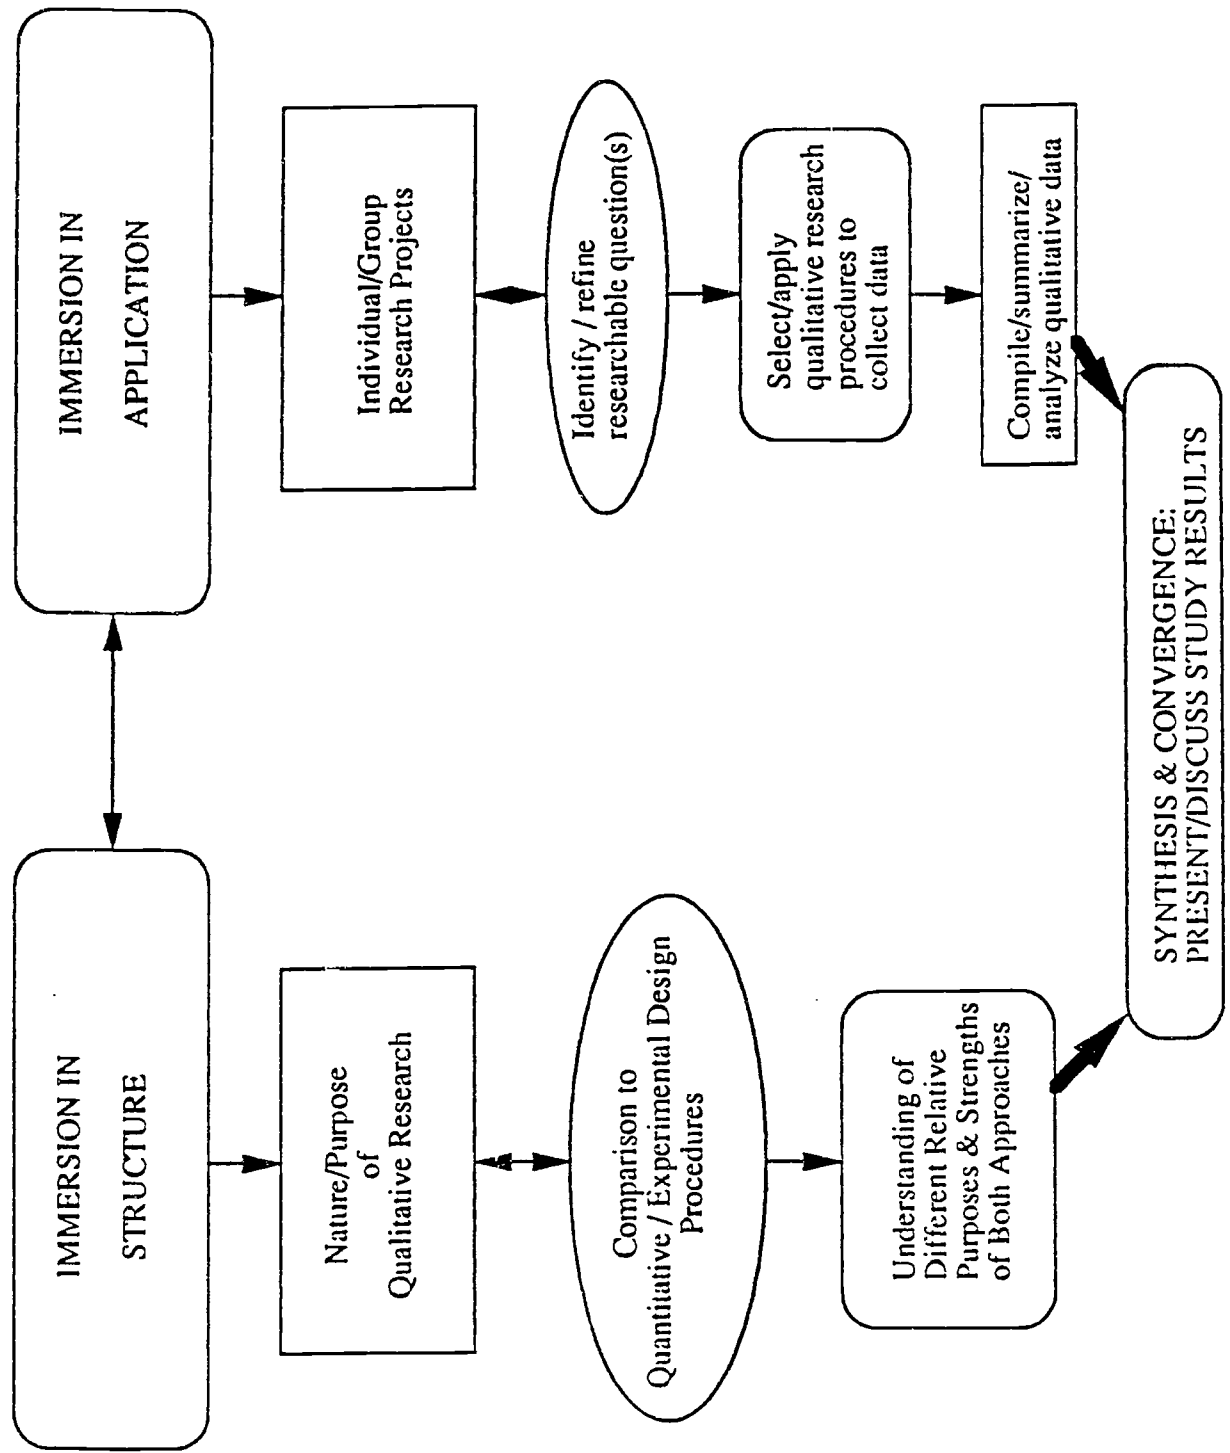 IMMERSION IN
STRUCTURE
Nature/Purpose
of
Qualitative Research
Comparison to
Quantitative / Experimental Design
Procedures
Understanding of
Different Relative
Purposes & Strengths
of Both Approaches
IMMERSION IN
APPLICATION
Individual/Group
Research Projects
Identify / refine
researchable question(s)
Select/apply
qualitative research
procedures to
collect data
Compile/summarize/
analyze qualitative data
SYNTHESIS & CONVERGENCE:
PRESENT/DISCUSS STUDY RESULTS